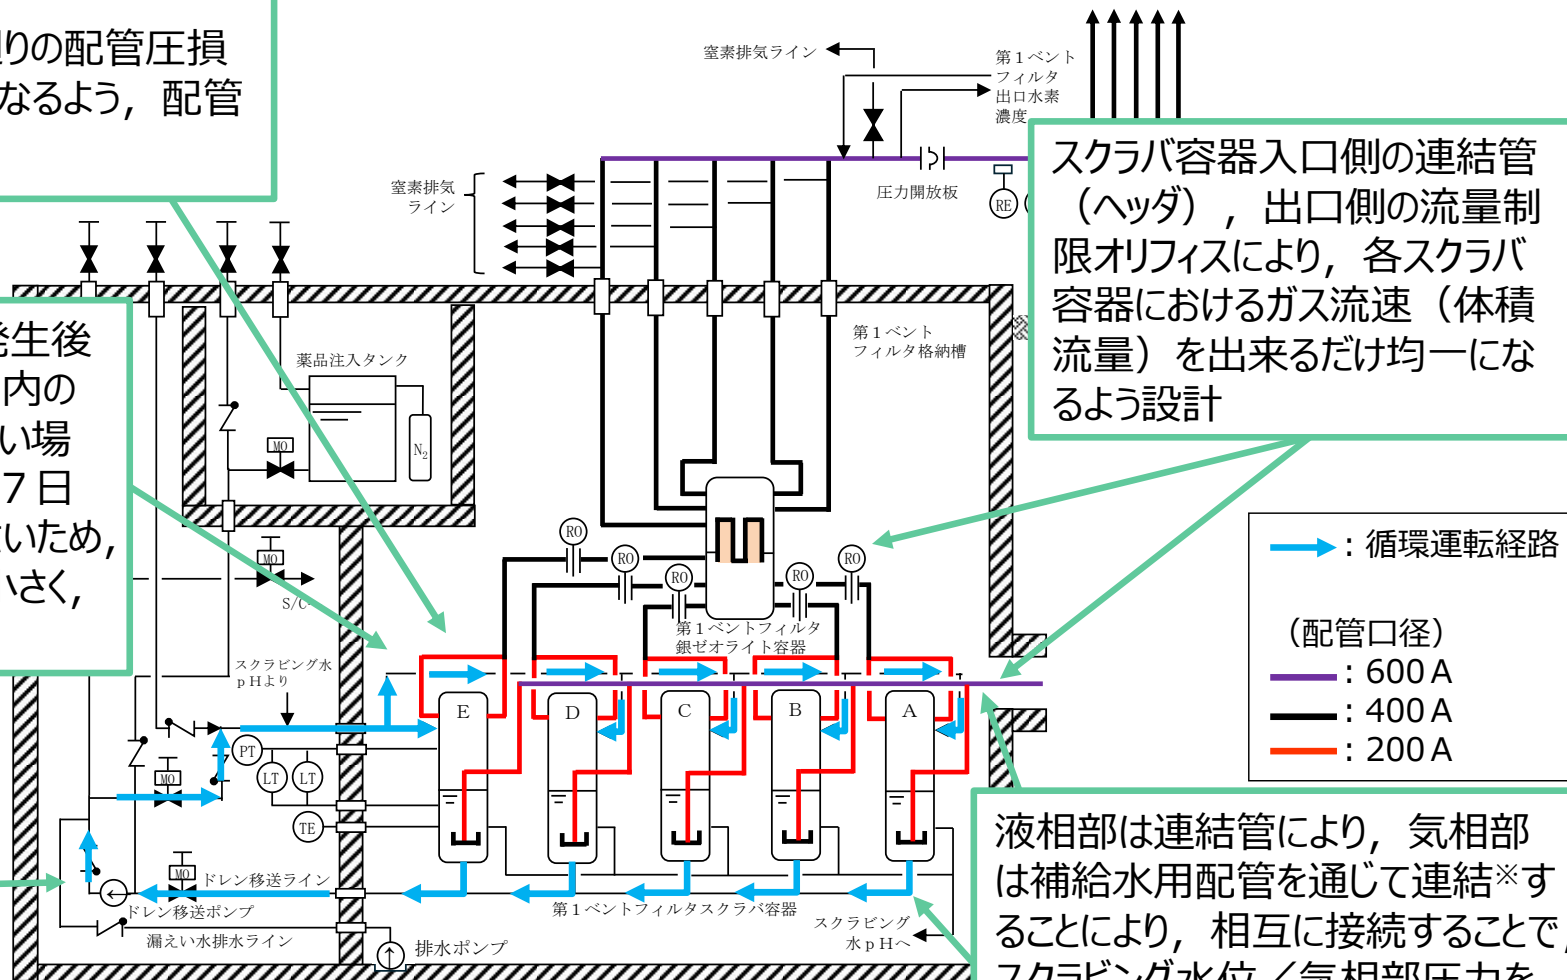 りの配管圧損
なるよう，配管
窒素排気ライン
第１ベント
フィルタ
出口水素
濃度
スクラバ容器入口側の連結管
（ヘッダ），出口側の流量制
限オリフィスにより，各スクラバ
容器におけるガス流速（体積
流量）を出来るだけ均一にな
るよう設計
窒素排気
ライン
圧力開放板
RE
発生後
内の
い場
７日
ないため，
いさく，
薬品注入タンク
N₂
MO
第１ベント
フィルタ格納槽
RO
RO
RO
RO
RO
MO
S/C
第１ベントフィルタ
銀ゼオライト容器
：循環運転経路
（配管口径）
：600Ａ
：400Ａ
：200Ａ
スクラビング水
ｐＨより
E
D
C
B
A
PT
LT
LT
TE
MO
MO
ドレン移送ライン
ドレン移送ポンプ
漏えい水排水ライン
排水ポンプ
第１ベントフィルタスクラバ容器
スクラビング
水ｐＨへ
液相部は連結管により，気相部
は補給水用配管を通じて連結※す
ることにより，相互に接続することで，
スクラビング水位／気相部圧力を